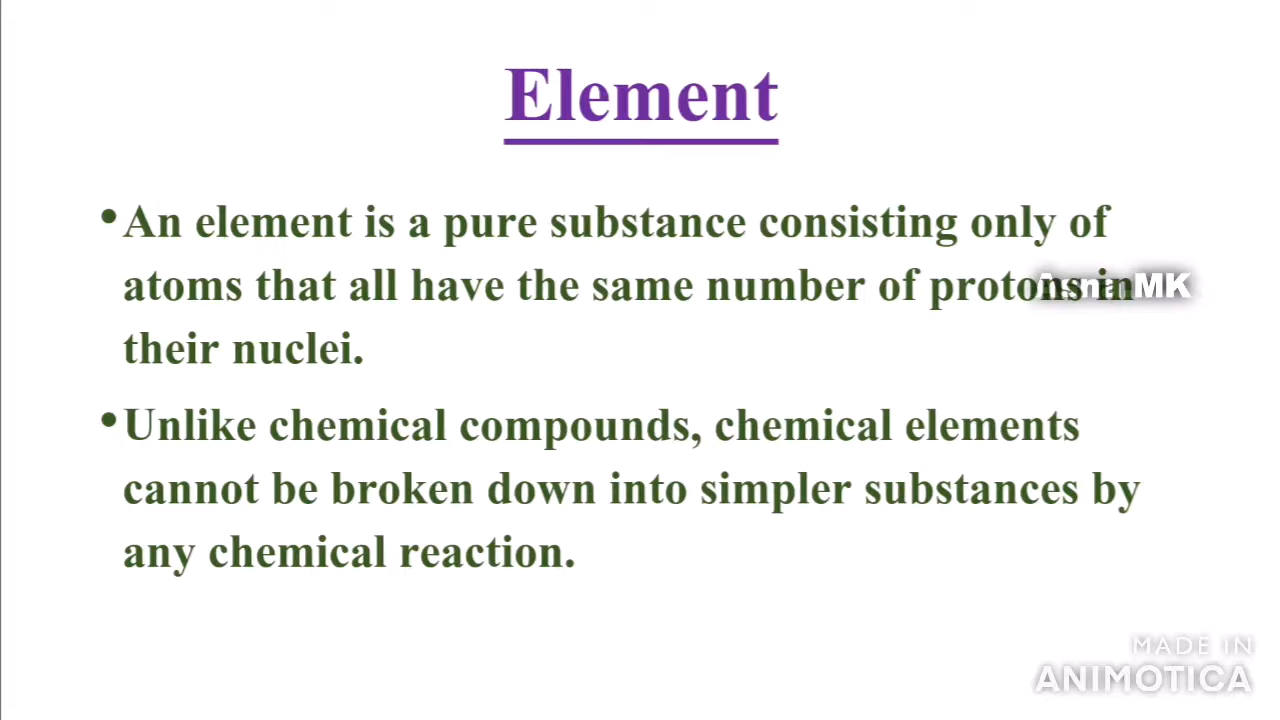 Element
•An element is a pure substance consisting only of
atoms that all have the same number of protons in
their nuclei.
•Unlike chemical compounds, chemical elements
cannot be broken down into simpler substances by
any chemical reaction.
MK
MADE IN
ANIMOTICA